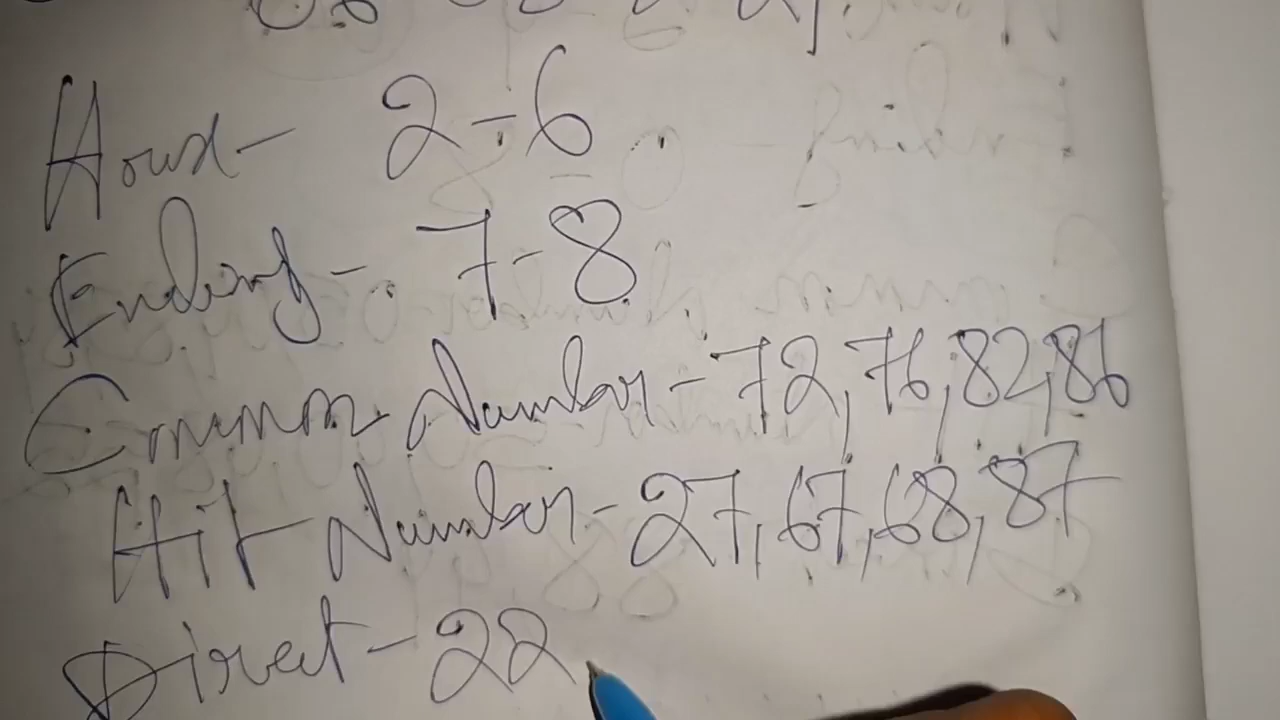 House - 2 - 6
Ending - 7 - 8
Common Number - 72, 76, 82, 86
Hit Number - 27, 67, 68, 87
Direct - 22